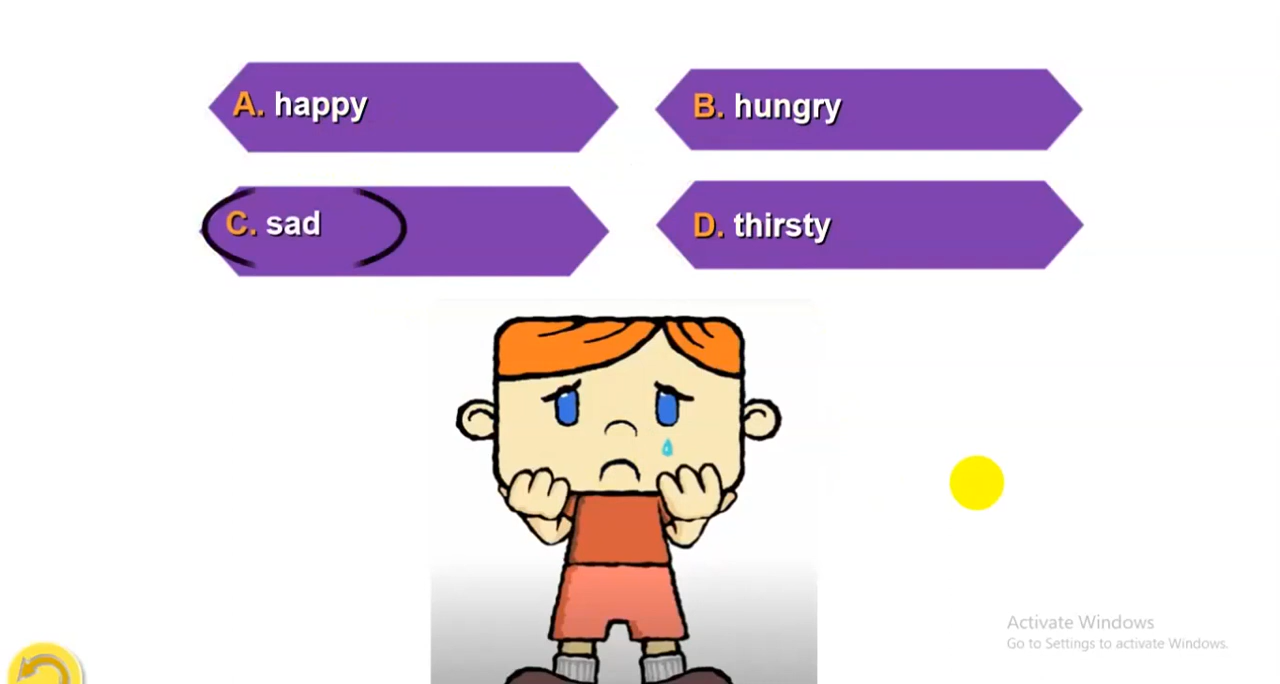 A. happy
B. hungry
C. sad
D. thirsty
Activate Windows
Go to Settings to activate Windows.